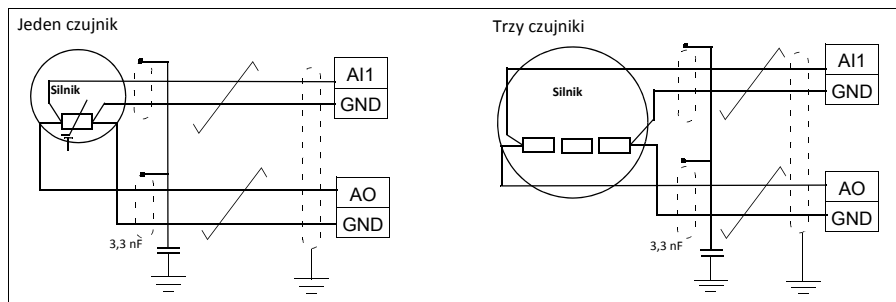 Jeden czujnik
Silnik
T
AI1
GND
AO
GND
3,3 nF
Trzy czujniki
Silnik
AI1
GND
AO
GND
3,3 nF